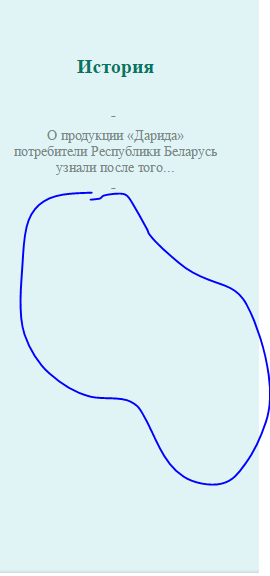 История
-
О продукции «Дарида»
потребители Республики Беларусь
узнали после того...
-